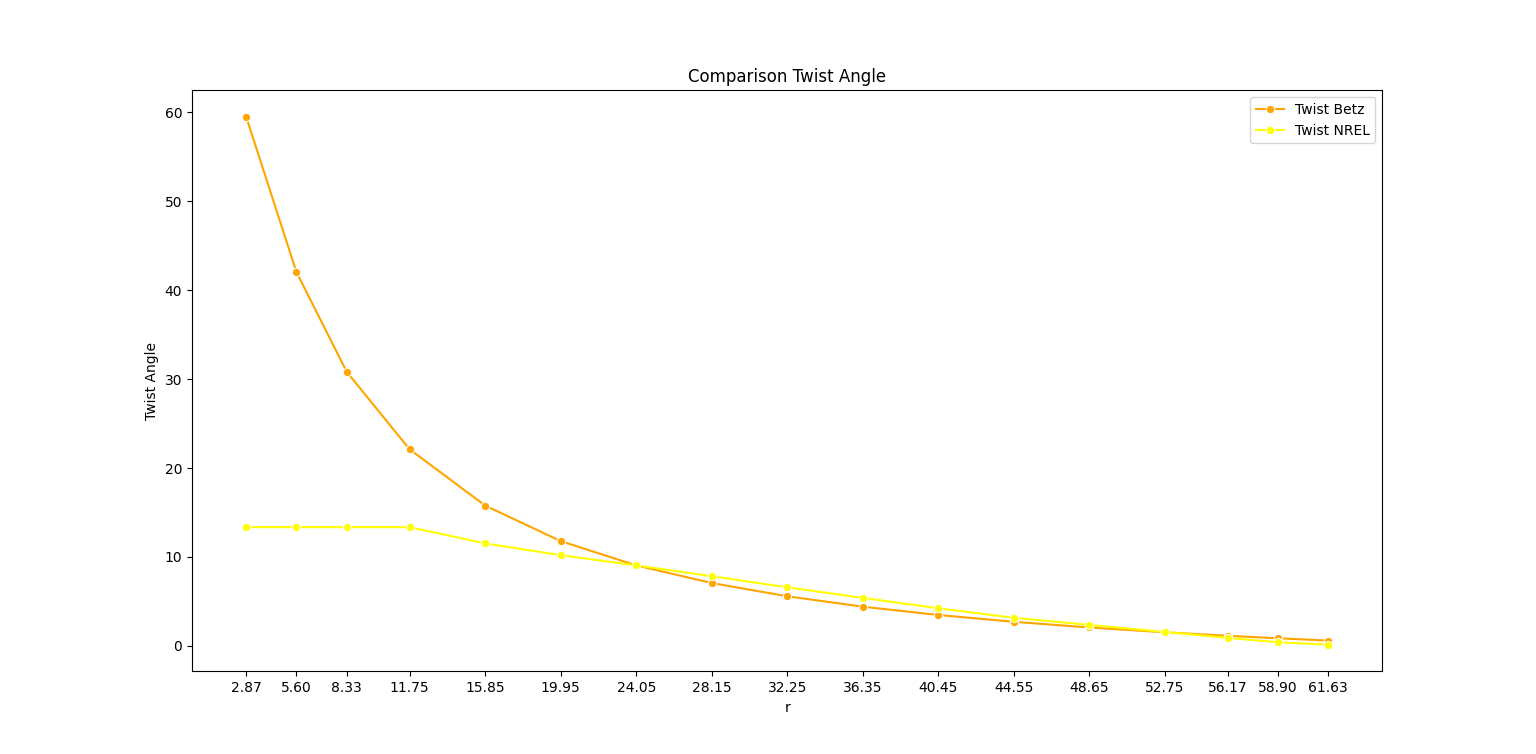 Comparison Twist Angle
Twist Betz
Twist NREL
60
50
40
30
20
10
0
Twist Angle
2.87 5.60 8.33 11.75 15.85 19.95 24.05 28.15 32.25 36.35 40.45 44.55 48.65 52.75 56.17 58.90 61.63
r